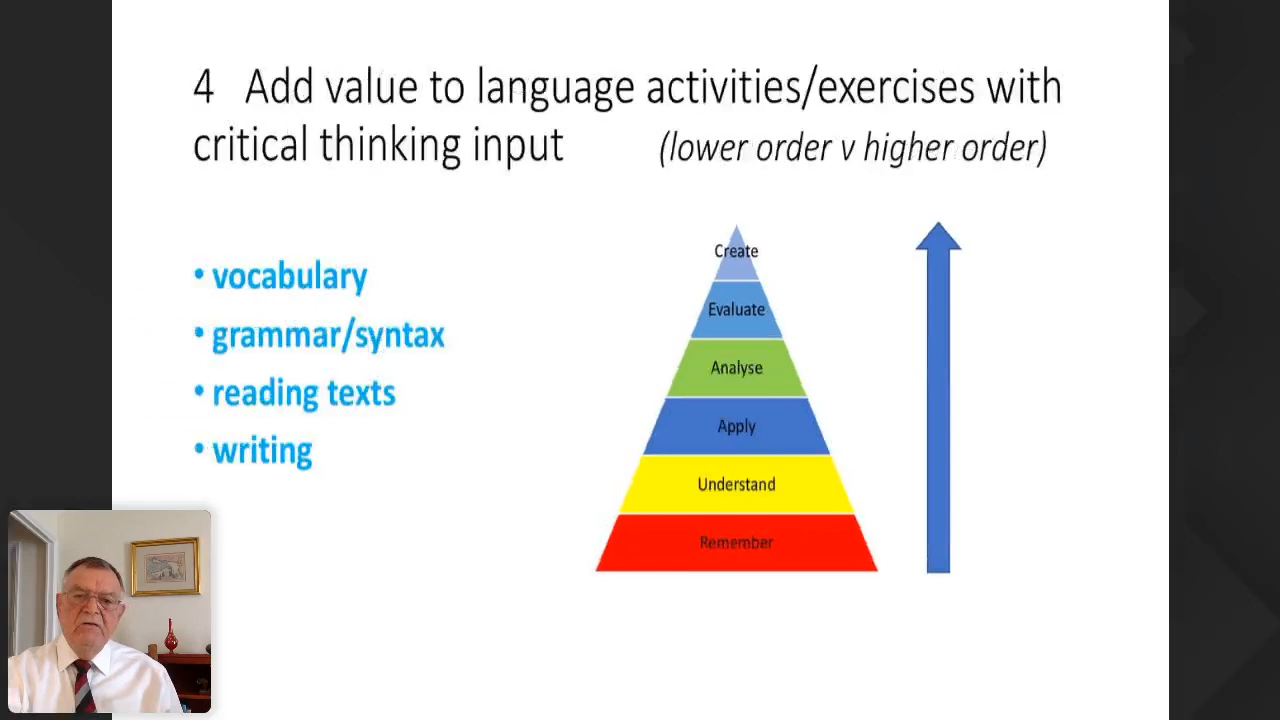 4 Add value to language activities/exercises with
critical thinking input (lower order v higher order)
• vocabulary
• grammar/syntax
• reading texts
• writing
Create
Evaluate
Analyse
Apply
Understand
Remember